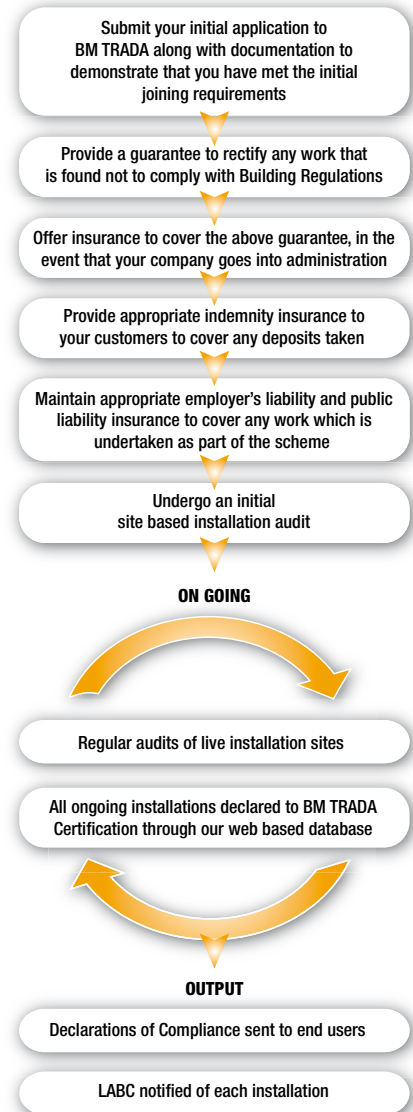 Submit your initial application to
BM TRADA along with documentation to
demonstrate that you have met the initial
joining requirements
Provide a guarantee to rectify any work that
is found not to comply with Building Regulations
Offer insurance to cover the above guarantee, in the
event that your company goes into administration
Provide appropriate indemnity insurance to
your customers to cover any deposits taken
Maintain appropriate employer’s liability and public
liability insurance to cover any work which is
undertaken as part of the scheme
Undergo an initial
site based installation audit
ON GOING
Regular audits of live installation sites
All ongoing installations declared to BM TRADA
Certification through our web based database
OUTPUT
Declarations of Compliance sent to end users
LABC notified of each installation